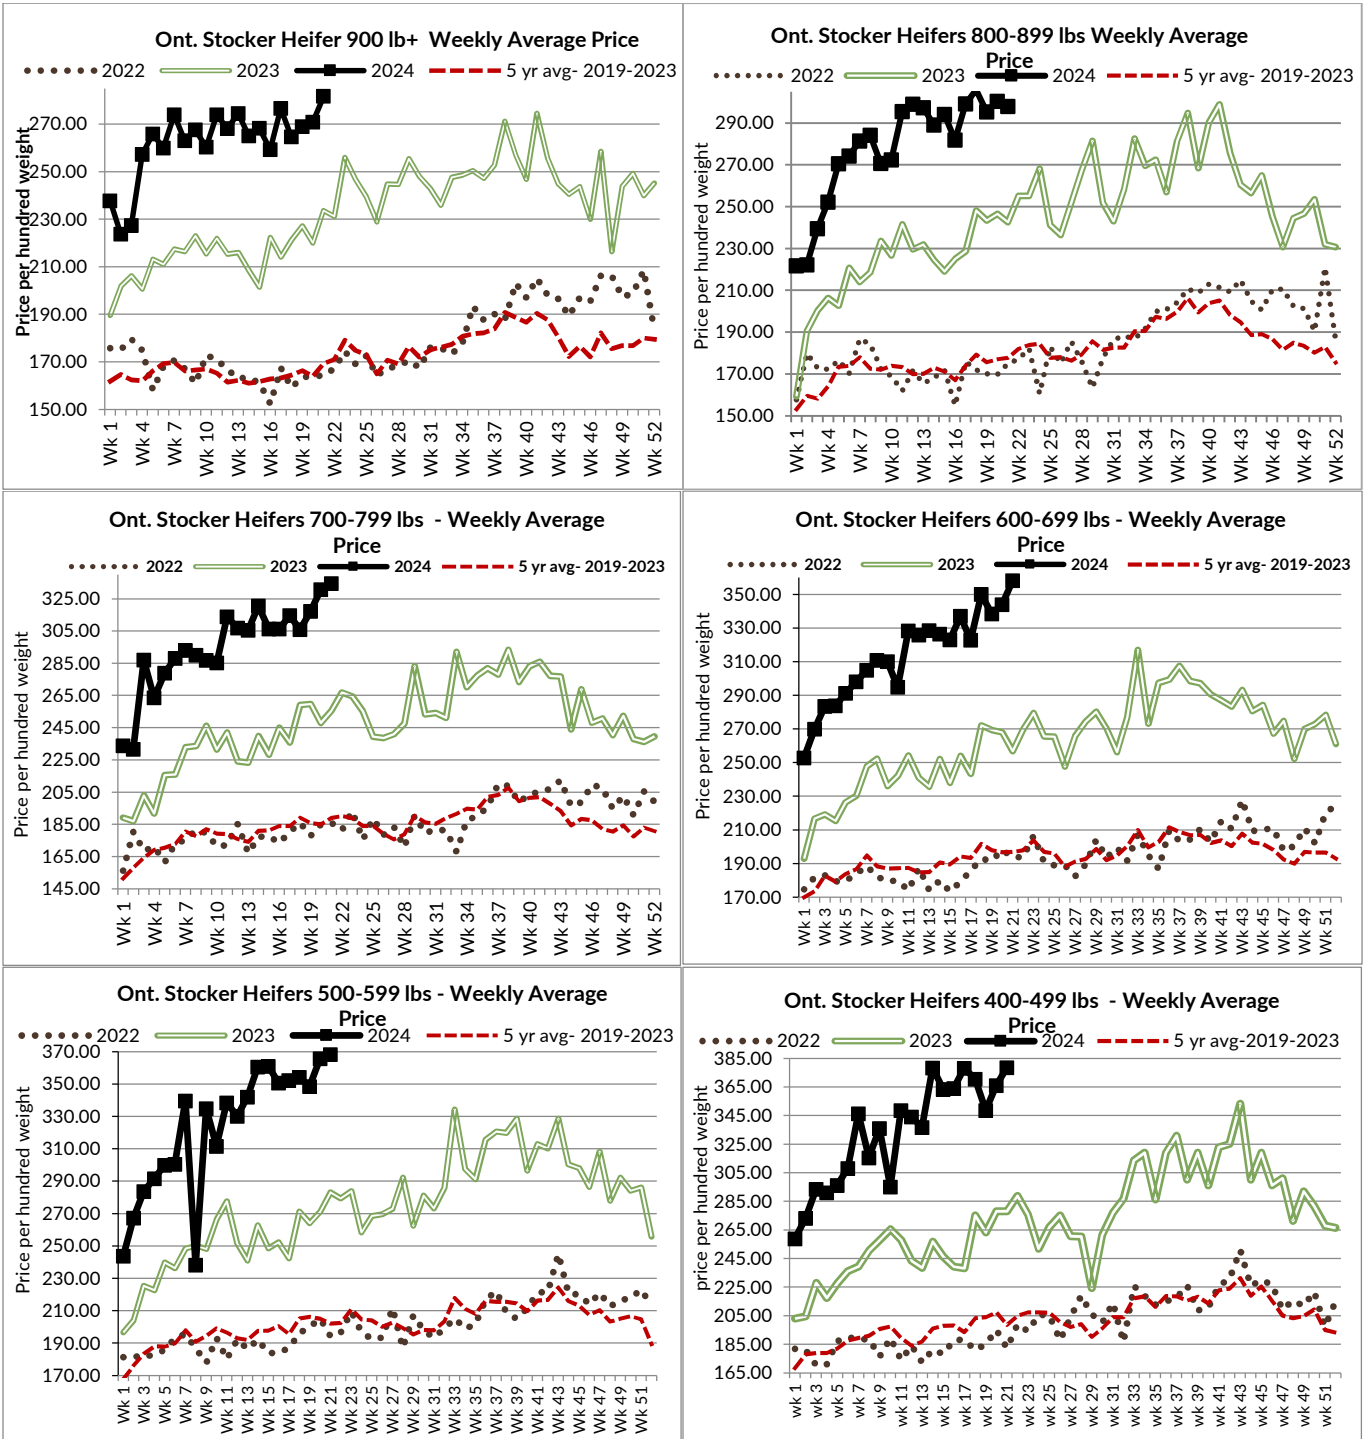 Ont. Stocker Heifer 900 lb+ Weekly Average Price
2022 2023 2024 5 yr avg- 2019-2023
Price per hundred weight
270.00
250.00
230.00
210.00
190.00
170.00
150.00
Wk 1 Wk 4 Wk 7 Wk 10 Wk 13 Wk 16 Wk 19 Wk 22 Wk 25 Wk 28 Wk 31 Wk 34 Wk 37 Wk 40 Wk 43 Wk 46 Wk 49 Wk 52
Ont. Stocker Heifers 800-899 lbs Weekly Average
Price
2022 2023 2024 5 yr avg- 2019-2023
Price per hundred weight
290.00
270.00
250.00
230.00
210.00
190.00
170.00
150.00
Wk 1 Wk 4 Wk 7 Wk 10 Wk 13 Wk 16 Wk 19 Wk 22 Wk 25 Wk 28 Wk 31 Wk 34 Wk 37 Wk 40 Wk 43 Wk 46 Wk 49 Wk 52
Ont. Stocker Heifers 700-799 lbs - Weekly Average
Price
2022 2023 2024 5 yr avg- 2019-2023
Price per hundred weight
325.00
305.00
285.00
265.00
245.00
225.00
205.00
185.00
165.00
145.00
Wk 1 Wk 4 Wk 7 Wk 10 Wk 13 Wk 16 Wk 19 Wk 22 Wk 25 Wk 28 Wk 31 Wk 34 Wk 37 Wk 40 Wk 43 Wk 46 Wk 49 Wk 52
Ont. Stocker Heifers 600-699 lbs - Weekly Average
Price
2022 2023 2024 5 yr avg- 2019-2023
Price per hundred weight
350.00
330.00
310.00
290.00
270.00
250.00
230.00
210.00
190.00
170.00
Wk 1 Wk 3 Wk 5 Wk 7 Wk 9 Wk 11 Wk 13 Wk 15 Wk 17 Wk 19 Wk 21 Wk 23 Wk 25 Wk 27 Wk 29 Wk 31 Wk 33 Wk 35 Wk 37 Wk 39 Wk 41 Wk 43 Wk 45 Wk 47 Wk 49 Wk 51
Ont. Stocker Heifers 500-599 lbs - Weekly Average
Price
2022 2023 2024 5 yr avg- 2019-2023
Price per hundred weight
370.00
350.00
330.00
310.00
290.00
270.00
250.00
230.00
210.00
190.00
170.00
Wk 1 Wk 3 Wk 5 Wk 7 Wk 9 Wk 11 Wk 13 Wk 15 Wk 17 Wk 19 Wk 21 Wk 23 Wk 25 Wk 27 Wk 29 Wk 31 Wk 33 Wk 35 Wk 37 Wk 39 Wk 41 Wk 43 Wk 45 Wk 47 Wk 49 Wk 51
Ont. Stocker Heifers 400-499 lbs - Weekly Average
Price
2022 2023 2024 5 yr avg-2019-2023
price per hundred weight
385.00
365.00
345.00
325.00
305.00
285.00
265.00
245.00
225.00
205.00
185.00
165.00
wk 1 wk 3 wk 5 wk 7 wk 9 wk 11 wk 13 wk 15 wk 17 wk 19 wk 21 wk 23 wk 25 wk 27 wk 29 wk 31 wk 33 wk 35 wk 37 wk 39 wk 41 wk 43 wk 45 wk 47 wk 49 wk 51